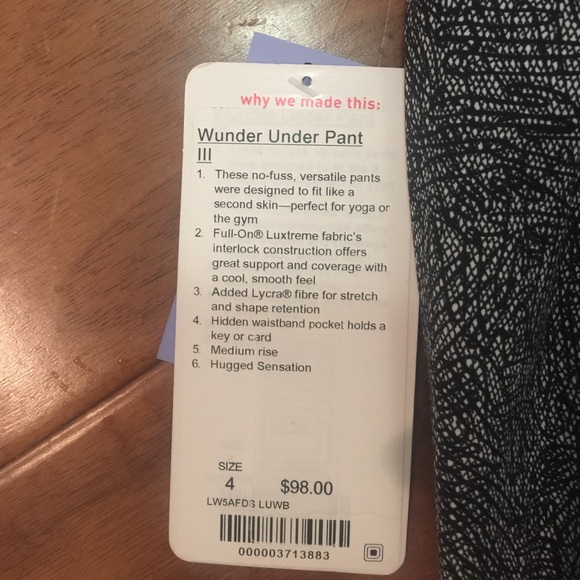 why we made this:
Wunder Under Pant
III
1. These no-fuss, versatile pants
were designed to fit like a
second skin—perfect for yoga or
the gym
2. Full-On® Luxtreme fabric's
interlock construction offers
great support and coverage with
a cool, smooth feel
3. Added Lycra® fibre for stretch
and shape retention
4. Hidden waistband pocket holds a
key or card
5. Medium rise
6. Hugged Sensation
SIZE
4 $98.00
LW5AFDS LUWB
000003713883